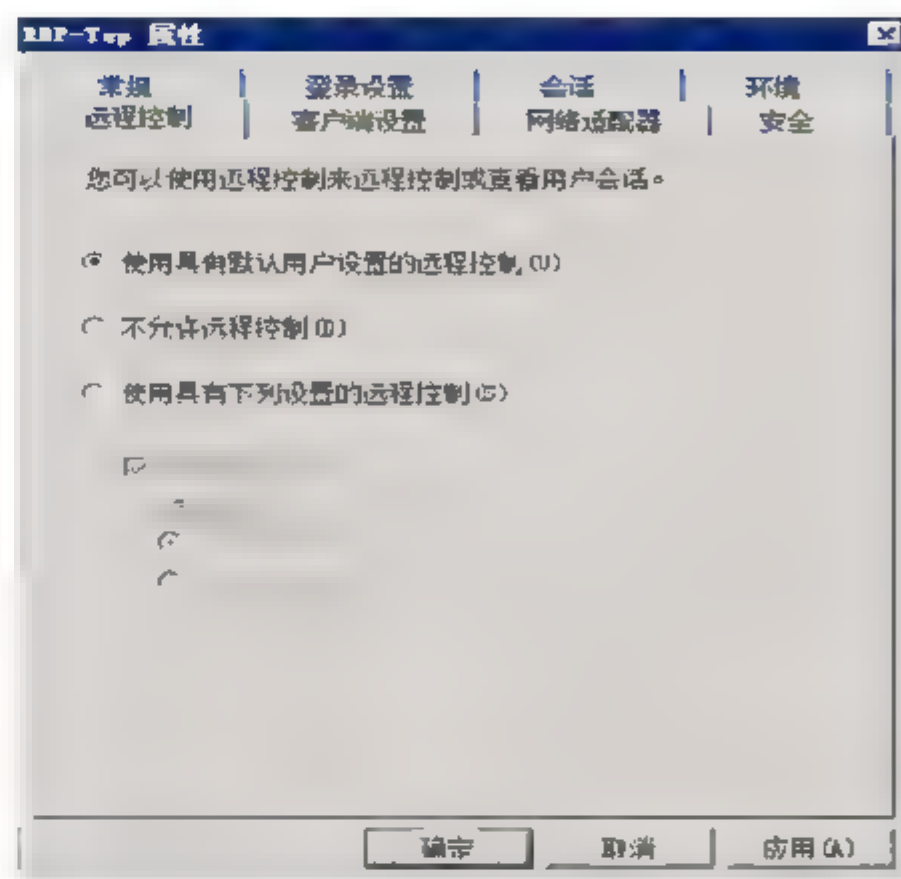 RDP-Tcp 属性
常规 登录设置 会话 环境
远程控制 客户端设置 网络适配器 安全
您可以使用远程控制来远程控制或查看用户会话。
使用具有默认用户设置的远程控制(U)
不允许远程控制(D)
使用具有下列设置的远程控制(S)
确定 取消 应用(A)